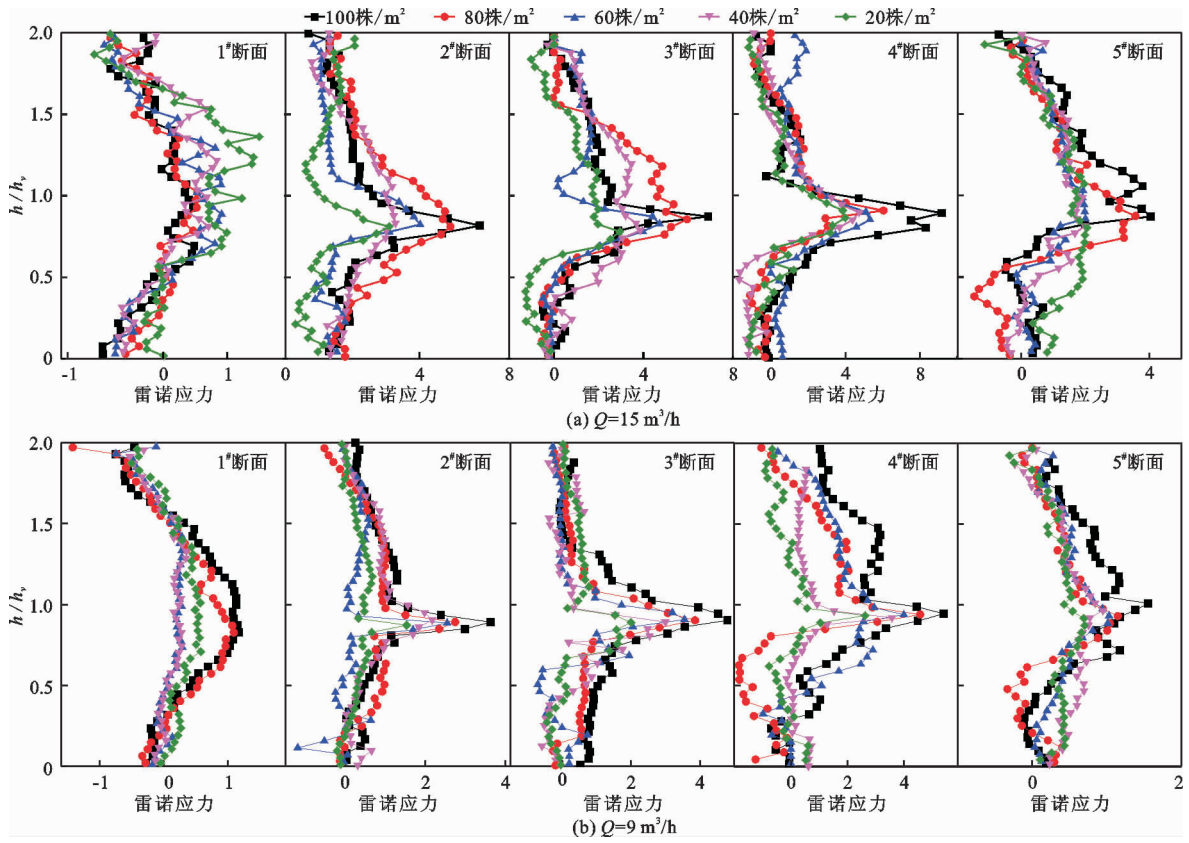 100株/m² 80株/m² 60株/m² 40株/m² 20株/m²
2.0 1.5 1.0 0.5 0
h/hᵥ
1#断面 2#断面 3#断面 4#断面 5#断面
-1 0 1 0 4 8 0 4 8 0 4 8 0 4
雷诺应力 雷诺应力 雷诺应力 雷诺应力 雷诺应力
(a) Q=15 m³/h
2.0 1.5 1.0 0.5 0
h/hᵥ
1#断面 2#断面 3#断面 4#断面 5#断面
-1 0 1 0 2 4 0 2 4 0 2 4 6 0 1 2
雷诺应力 雷诺应力 雷诺应力 雷诺应力 雷诺应力
(b) Q=9 m³/h